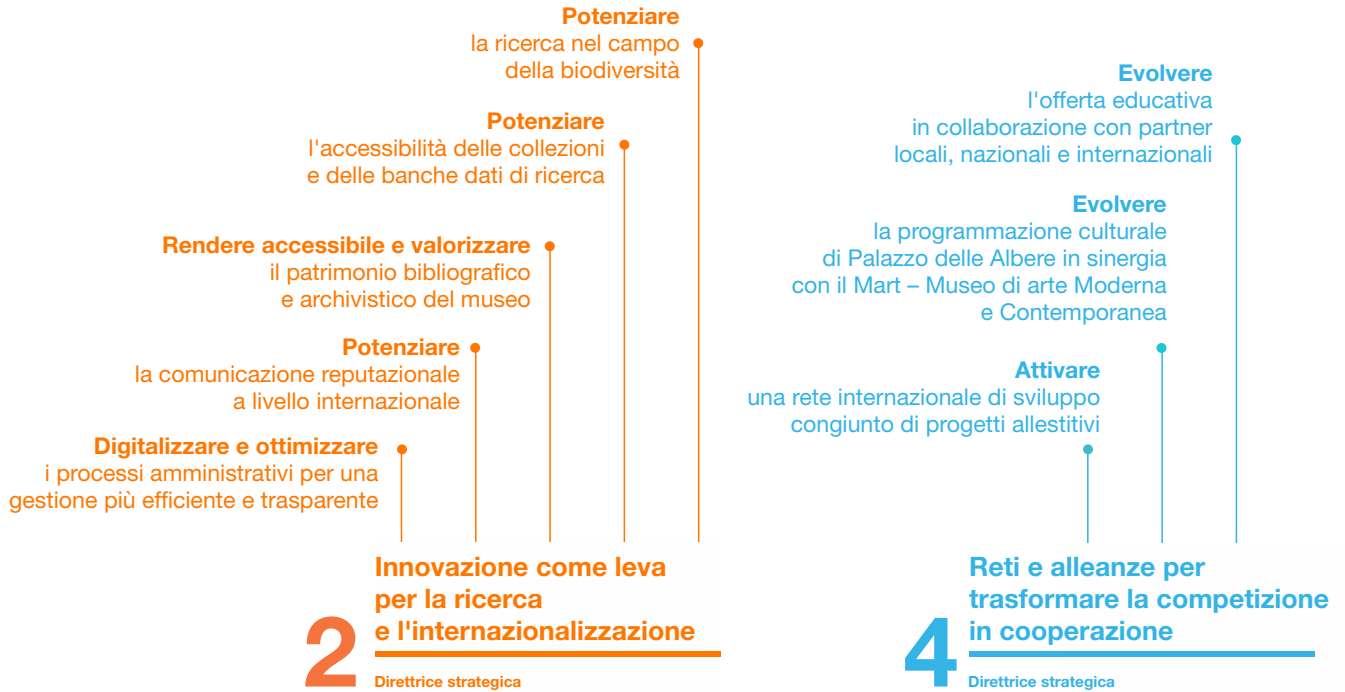 Potenziare
la ricerca nel campo
della biodiversità
Potenziare
l'accessibilità delle collezioni
e delle banche dati di ricerca
Rendere accessibile e valorizzare
il patrimonio bibliografico
e archivistico del museo
Potenziare
la comunicazione reputazionale
a livello internazionale
Digitalizzare e ottimizzare
i processi amministrativi per una
gestione più efficiente e trasparente
2
Innovazione come leva
per la ricerca
e l'internazionalizzazione
Direttrice strategica
Evolvere
l'offerta educativa
in collaborazione con partner
locali, nazionali e internazionali
Evolvere
la programmazione culturale
di Palazzo delle Albere in sinergia
con il Mart – Museo di arte Moderna
e Contemporanea
Attivare
una rete internazionale di sviluppo
congiunto di progetti allestitivi
4
Reti e alleanze per
trasformare la competizione
in cooperazione
Direttrice strategica